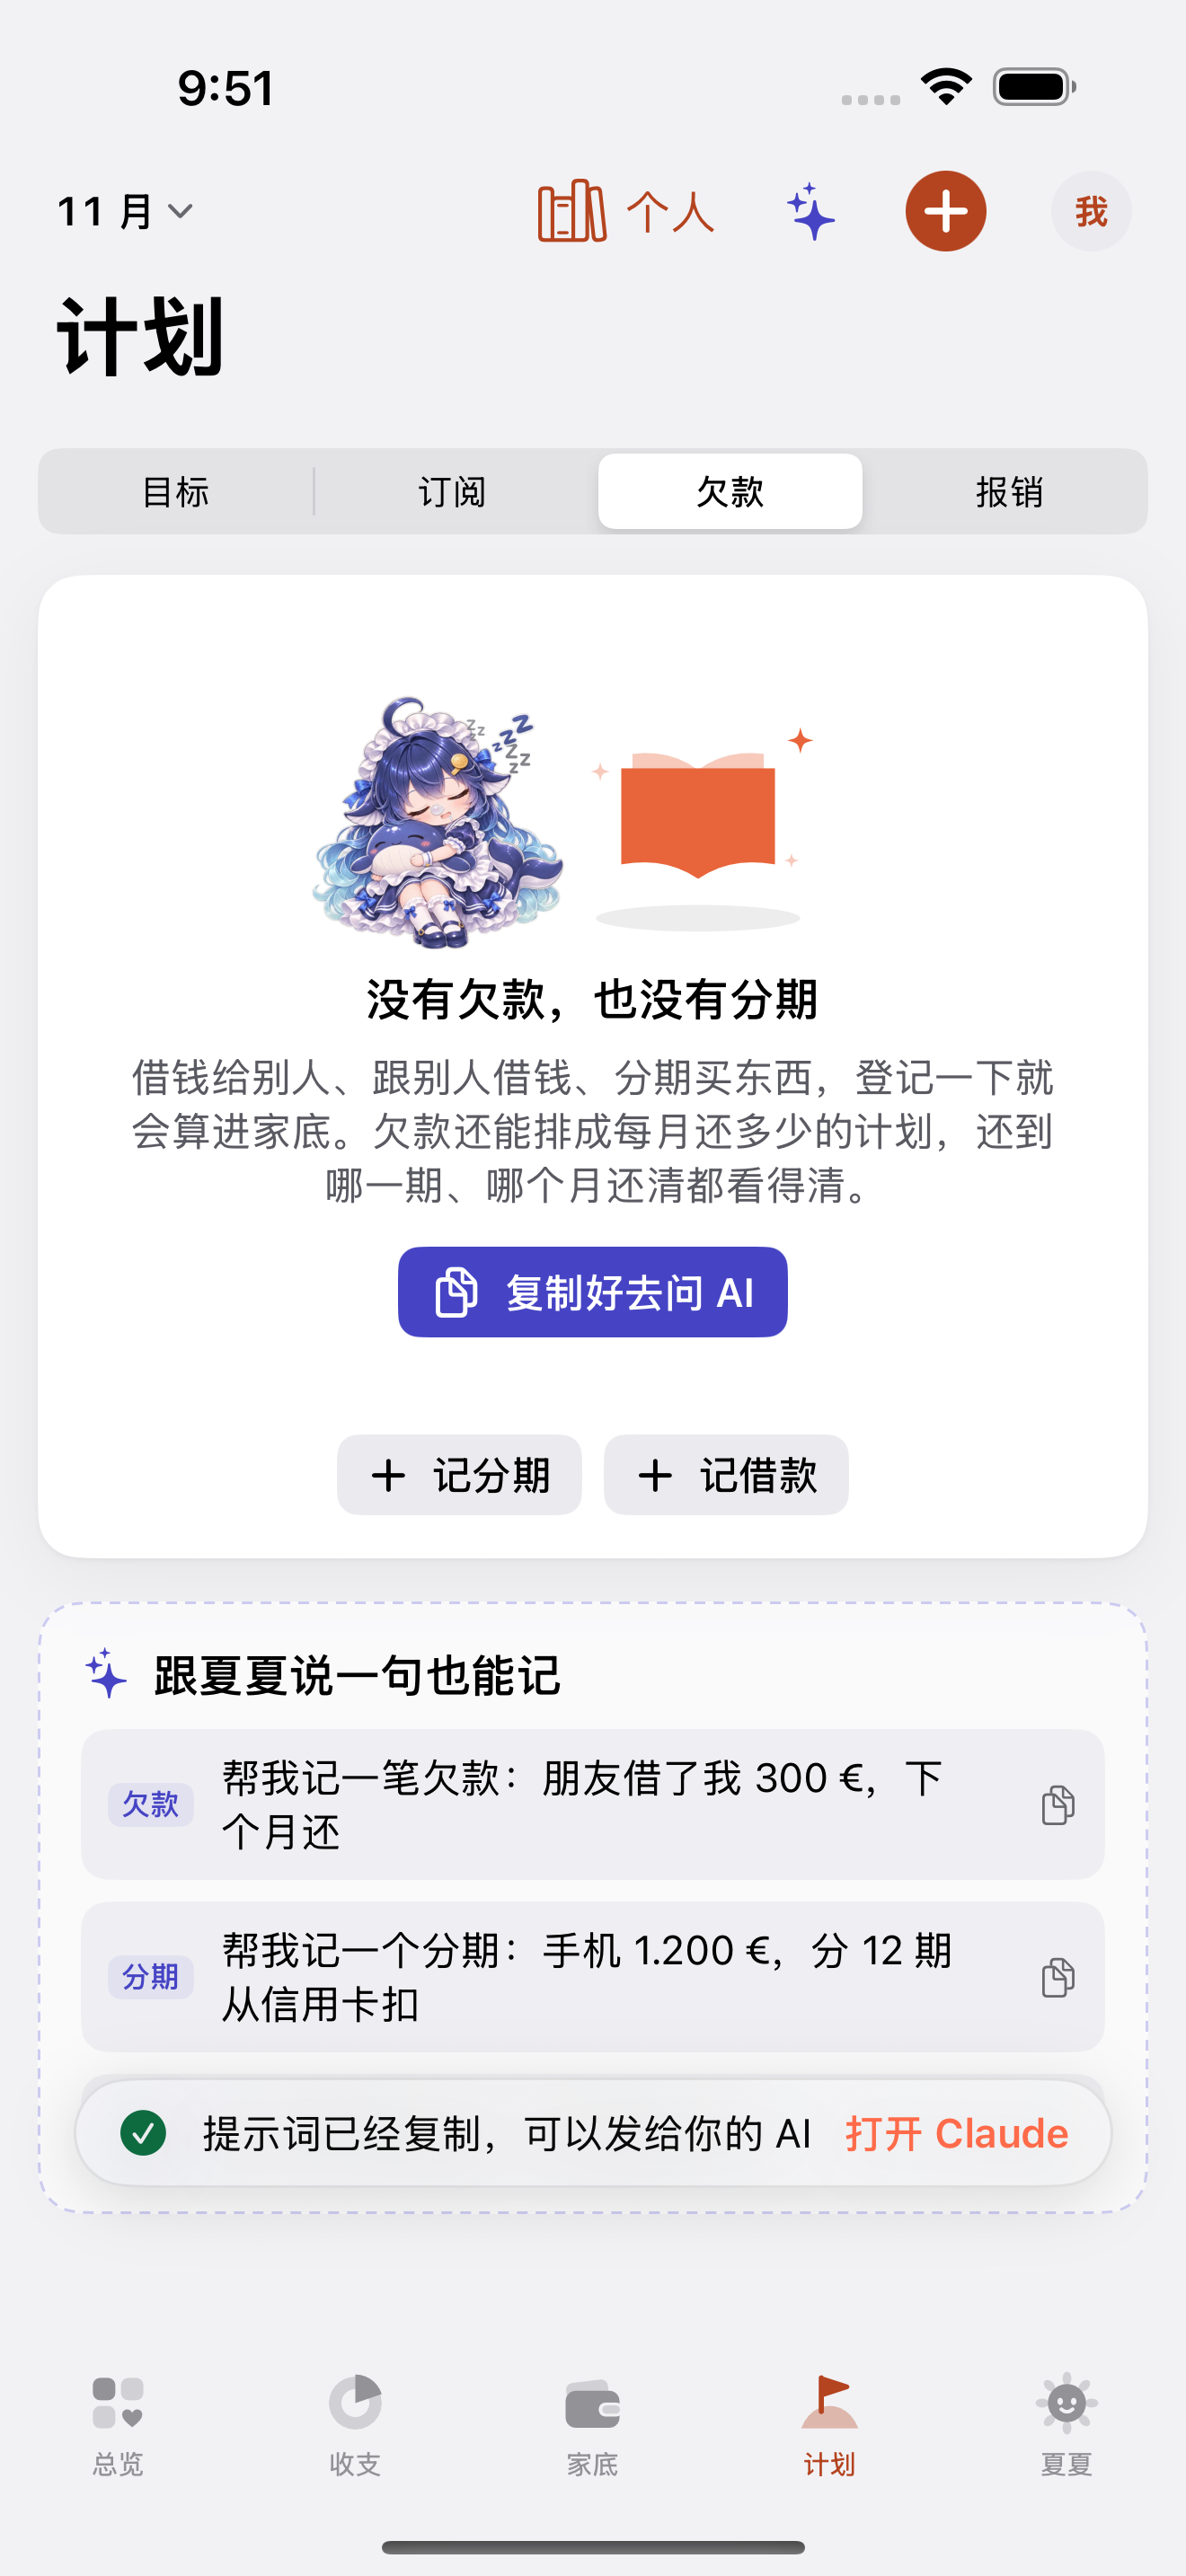 9:51
11 月
个人
我
计划
目标
订阅
欠款
报销
没有欠款，也没有分期
借钱给别人、跟别人借钱、分期买东西，登记一下就
会算进家底。欠款还能排成每月还多少的计划，还到
哪一期、哪个月还清都看得清。
复制好去问 AI
记分期
记借款
跟夏夏说一句也能记
欠款
帮我记一笔欠款：朋友借了我 300 €，下
个月还
分期
帮我记一个分期：手机 1.200 €，分 12 期
从信用卡扣
提示词已经复制，可以发给你的 AI
打开 Claude
总览
收支
家底
计划
夏夏